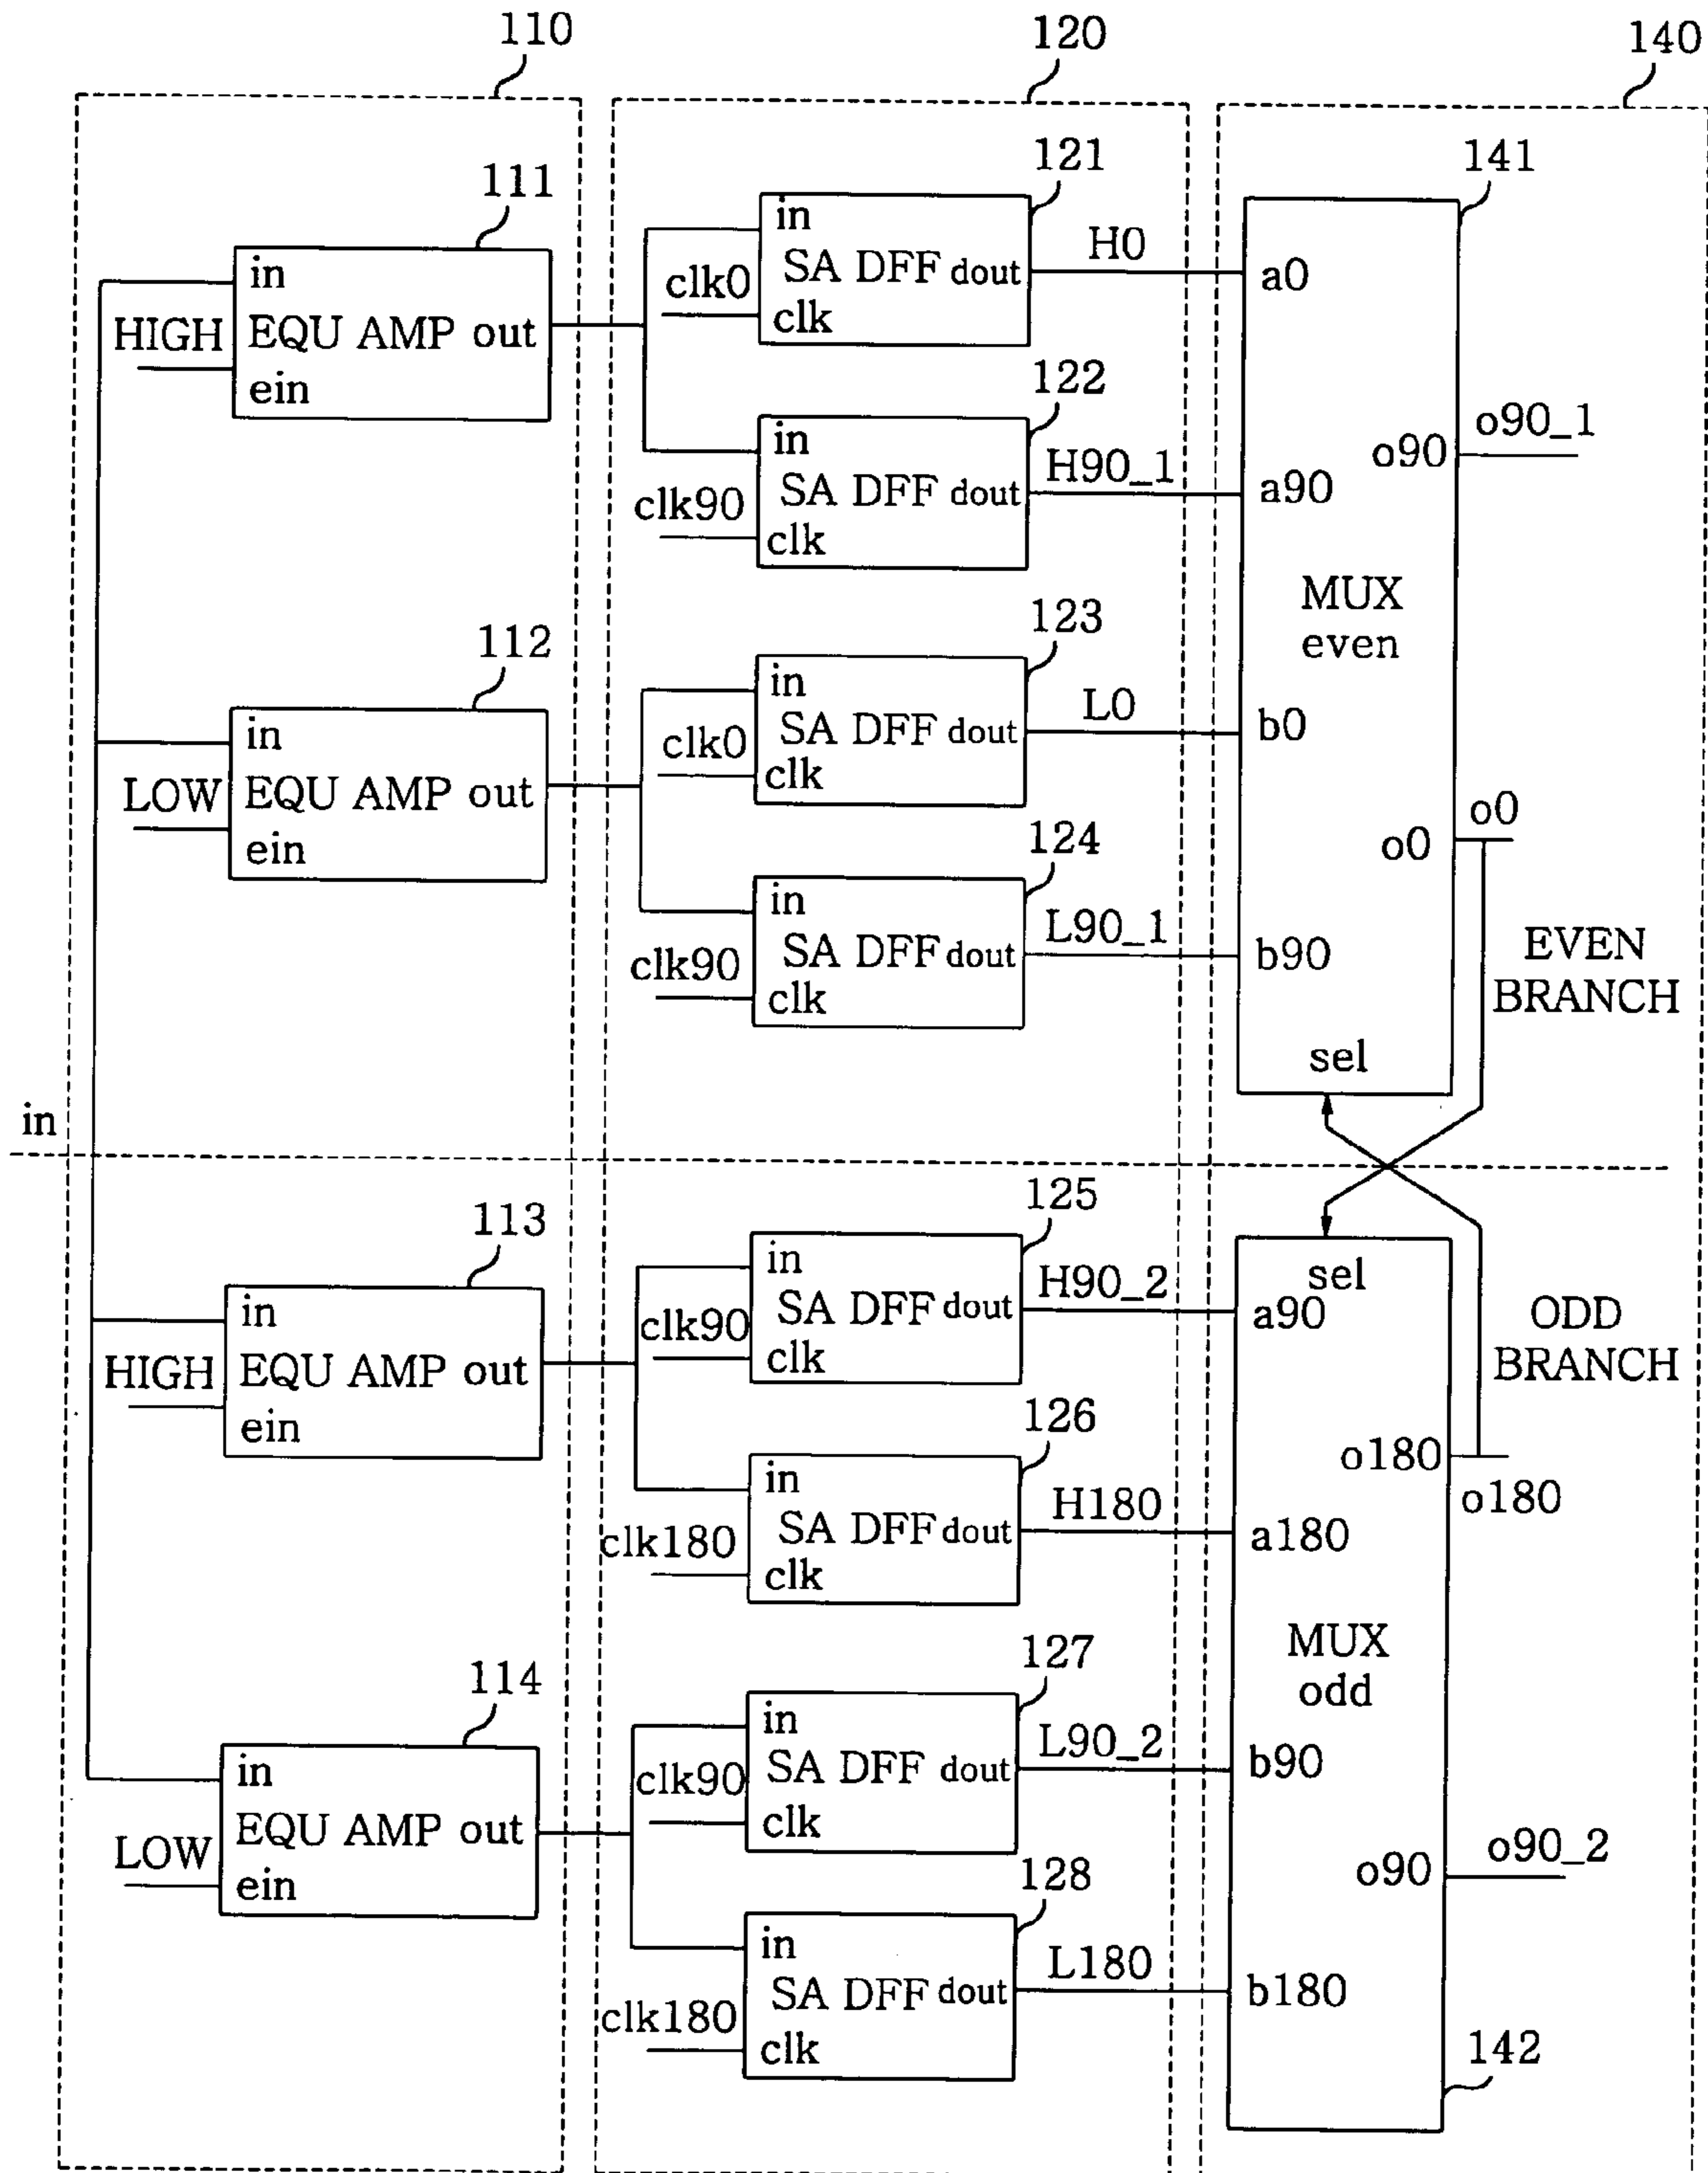 110
120
140
111
in
HIGH
EQU AMP out
ein
121
in
SA DFF dout
clk0
clk
H0
122
in
SA DFF dout
clk90
clk
H90_1
112
in
LOW
EQU AMP out
ein
123
in
SA DFF dout
clk0
clk
L0
124
in
SA DFF dout
clk90
clk
L90_1
141
a0
o90
o90_1
a90
MUX
even
b0
o0
o0
b90
sel
EVEN
BRANCH
in
113
in
HIGH
EQU AMP out
ein
125
in
SA DFF dout
clk90
clk
H90_2
126
in
SA DFF dout
clk180
clk
H180
114
in
LOW
EQU AMP out
ein
127
in
SA DFF dout
clk90
clk
L90_2
128
in
SA DFF dout
clk180
clk
L180
sel
a90
ODD
BRANCH
o180
o180
a180
MUX
odd
b90
o90
o90_2
b180
142